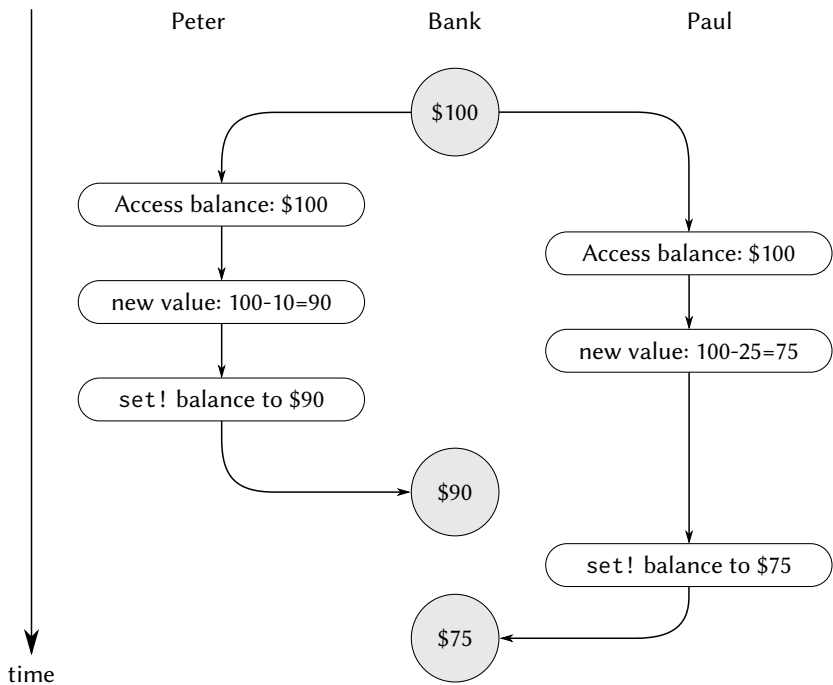 Peter
Bank
Paul
$100
Access balance: $100
Access balance: $100
new value: 100-10=90
new value: 100-25=75
set! balance to $90
$90
set! balance to $75
$75
time